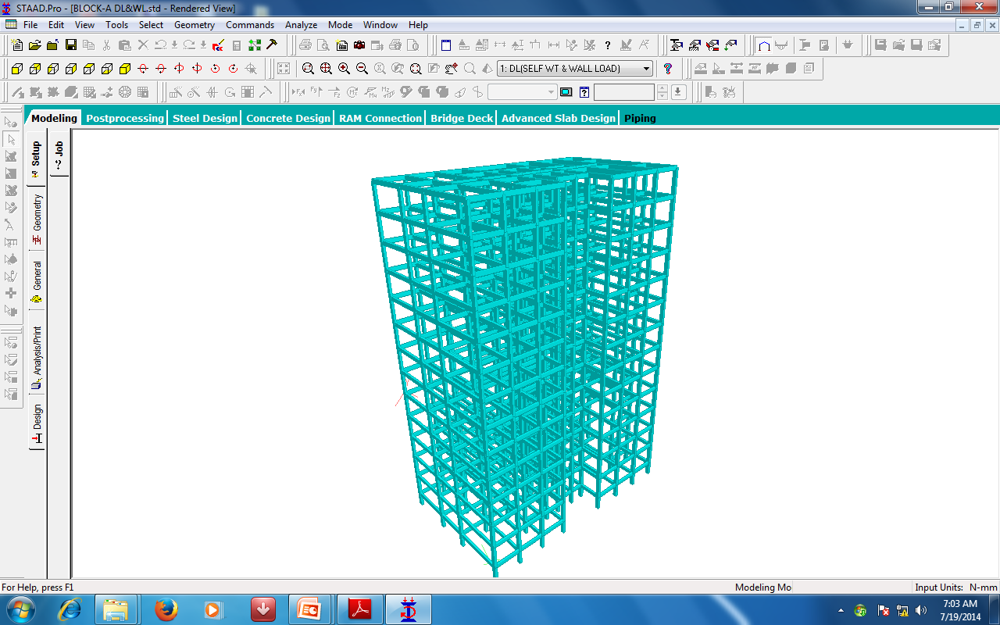 STAAD.Pro - [BLOCK-A DL&WL.std - Rendered View]
File Edit View Tools Select Geometry Commands Analyze Mode Window Help
1: DL(SELF WT & WALL LOAD)
Modeling Postprocessing Steel Design Concrete Design RAM Connection Bridge Deck Advanced Slab Design Piping
Setup
Geometry
General
Analysis/Print
Design
Job
For Help, press F1 Modeling Mo Input Units: N-mm
7:03 AM
7/19/2014